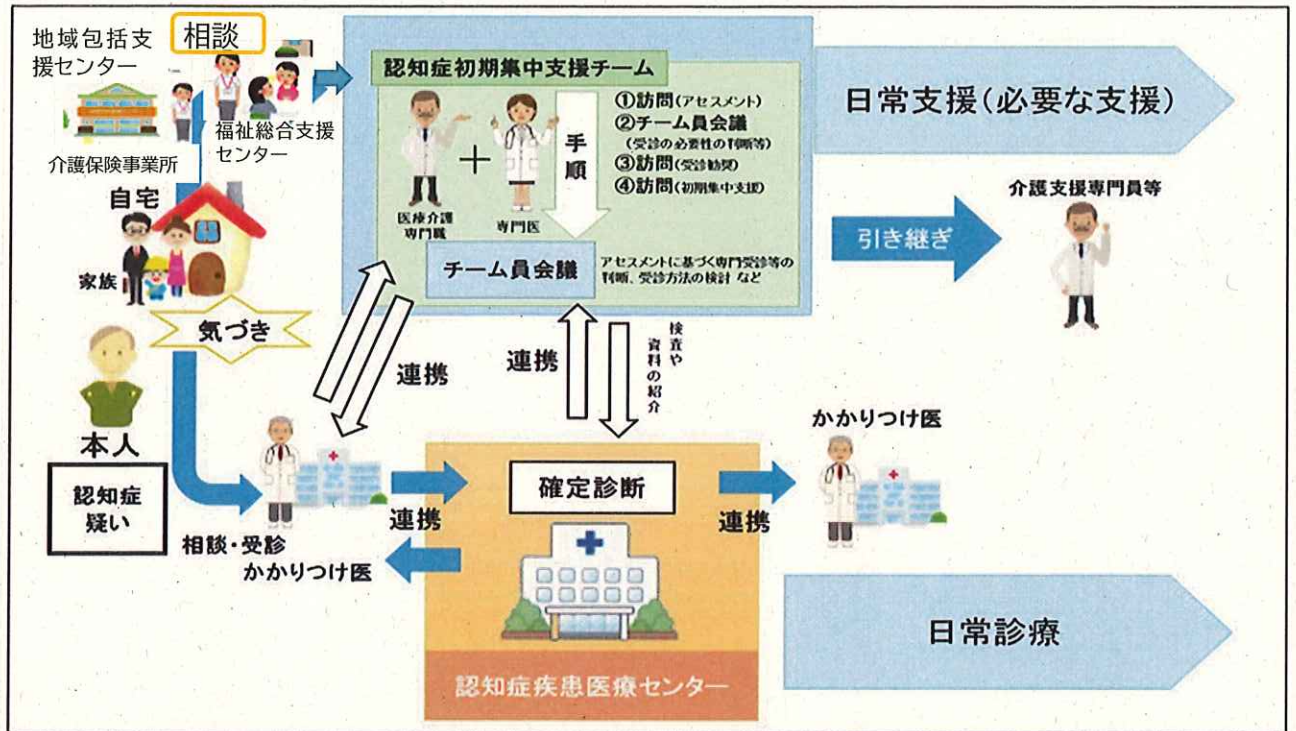 地域包括支
援センター
相談
介護保険事業所
福祉総合支援
センター
自宅
家族
気づき
本人
認知症
疑い
認知症初期集中支援チーム
医療介護
専門職
＋
専門医
手順
①訪問(アセスメント)
②チーム員会議
(受診の必要性の判断等)
③訪問(受診勧奨)
④訪問(初期集中支援)
チーム員会議
アセスメントに基づく専門受診等の
判断、受診方法の検討 など
日常支援(必要な支援)
引き継ぎ
介護支援専門員等
連携
連携
検査や
資料の紹介
相談・受診
かかりつけ医
連携
確定診断
認知症疾患医療センター
連携
かかりつけ医
日常診療